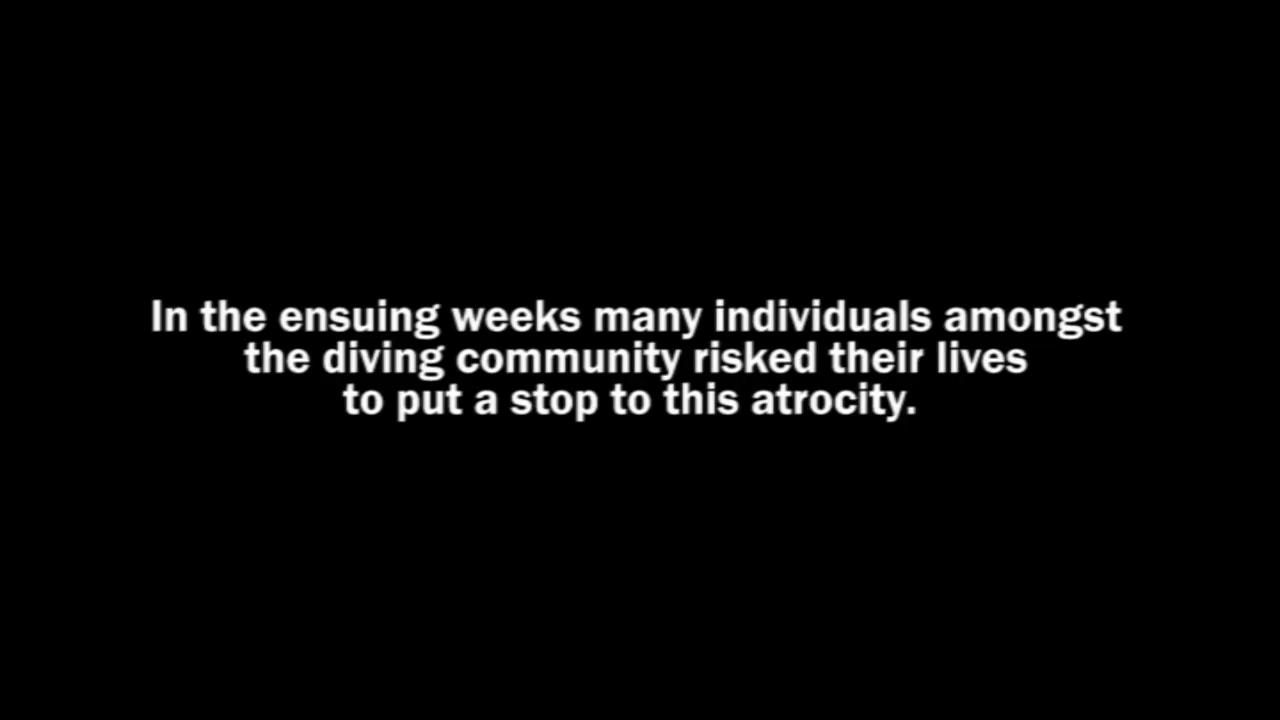 In the ensuing weeks many individuals amongst
the diving community risked their lives
to put a stop to this atrocity.